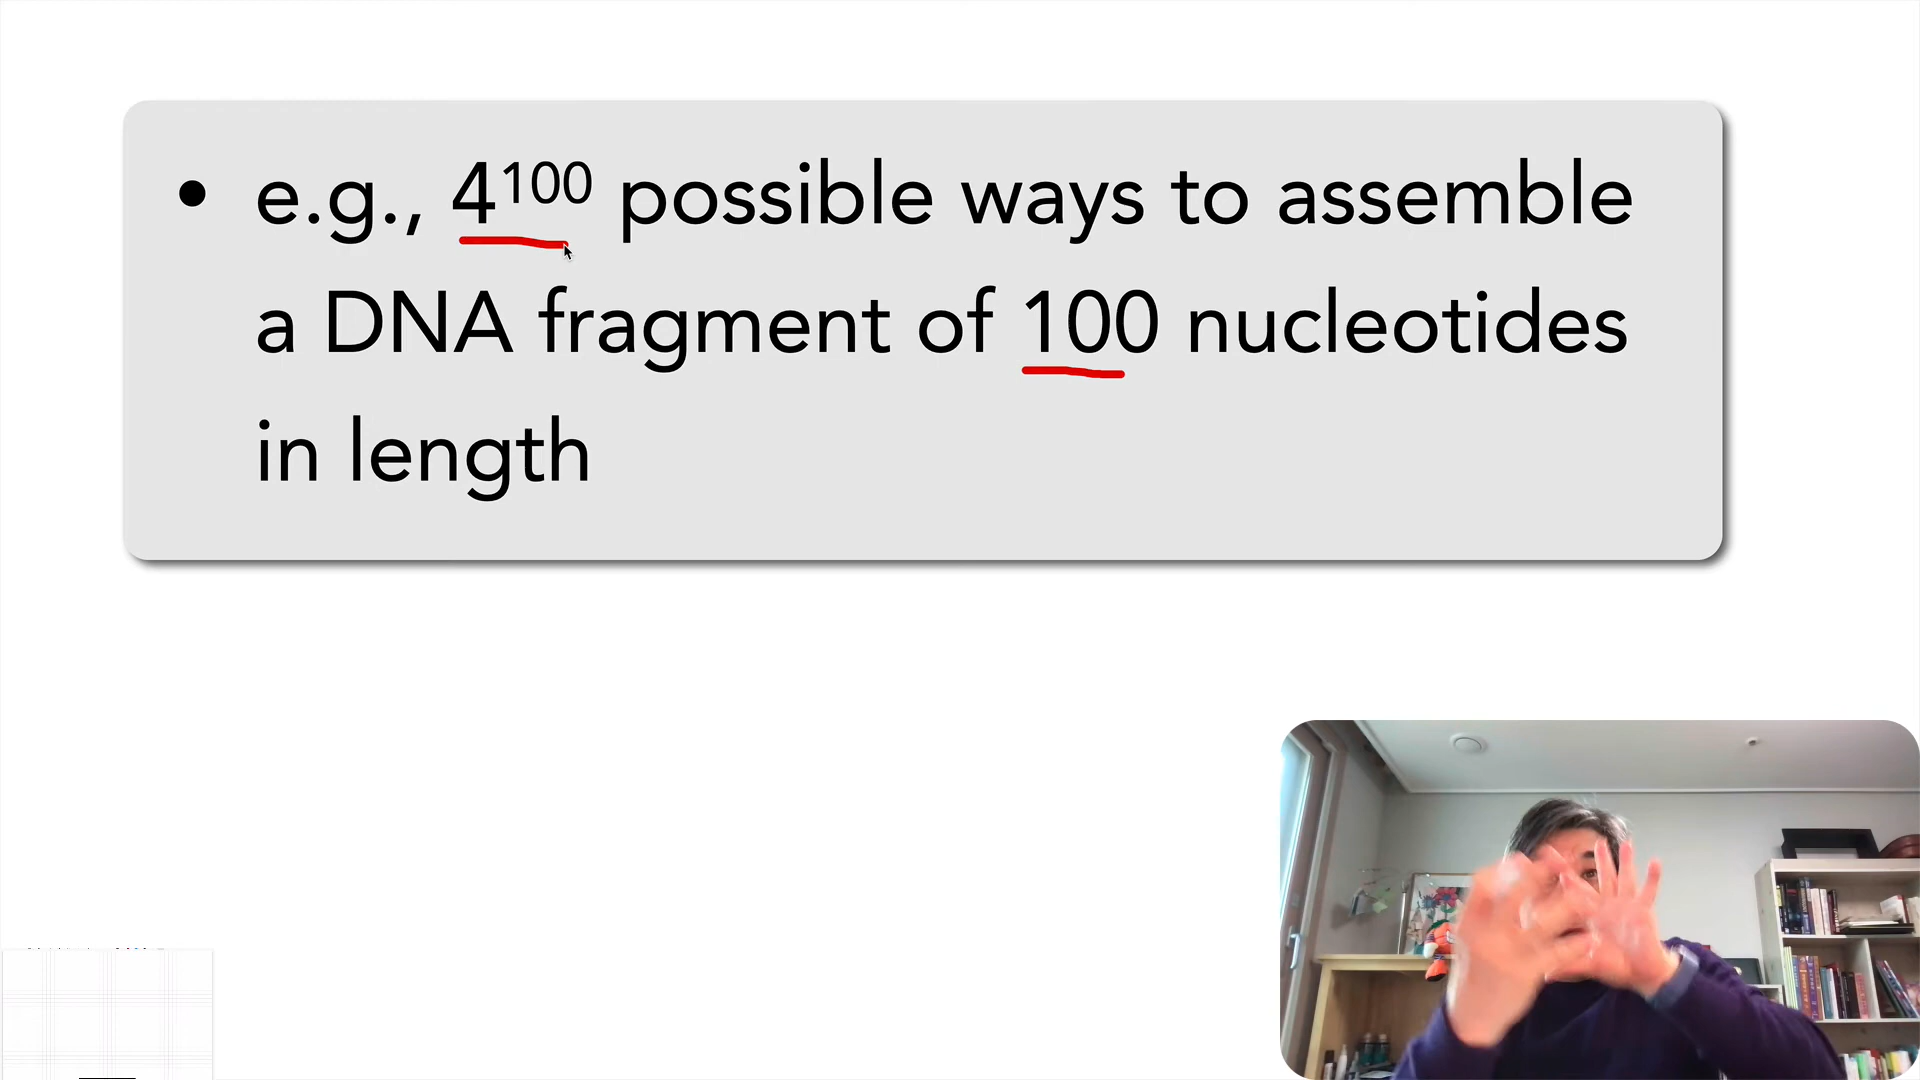 • e.g., 4¹⁰⁰ possible ways to assemble
a DNA fragment of 100 nucleotides
in length